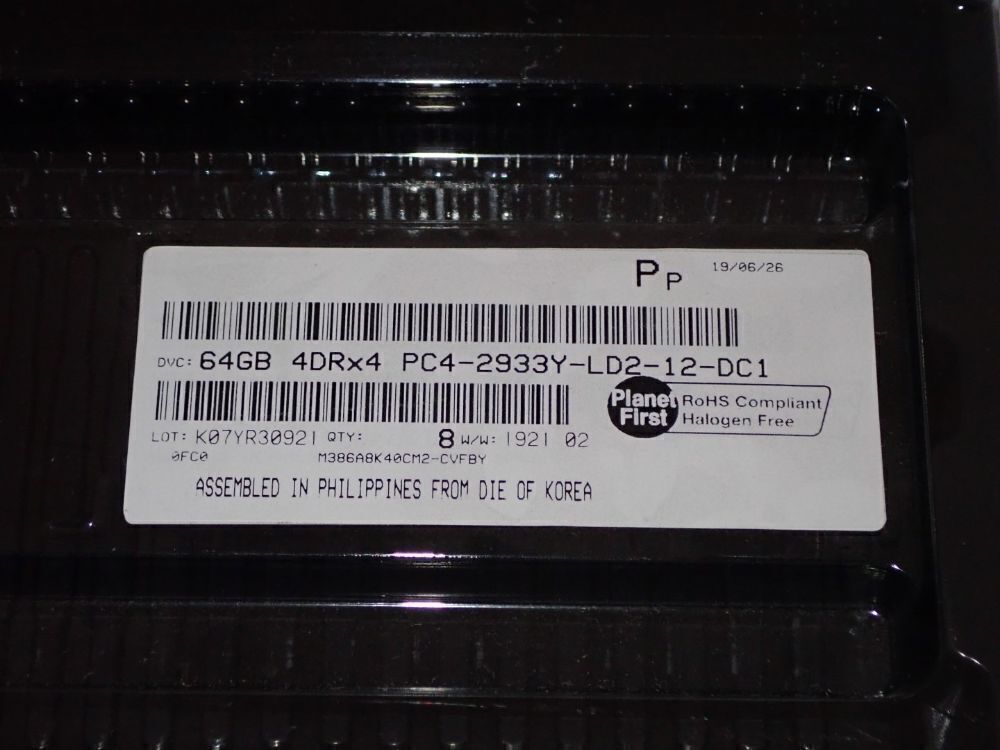 PP 19/06/26
DVC: 64GB 4DRx4 PC4-2933Y-LD2-12-DC1
Planet First RoHS Compliant
Halogen Free
LOT: K07YR30921 QTY: 8 W/W: 1921 02
0FC0 M386A8K40CM2-CVFBY
ASSEMBLED IN PHILIPPINES FROM DIE OF KOREA